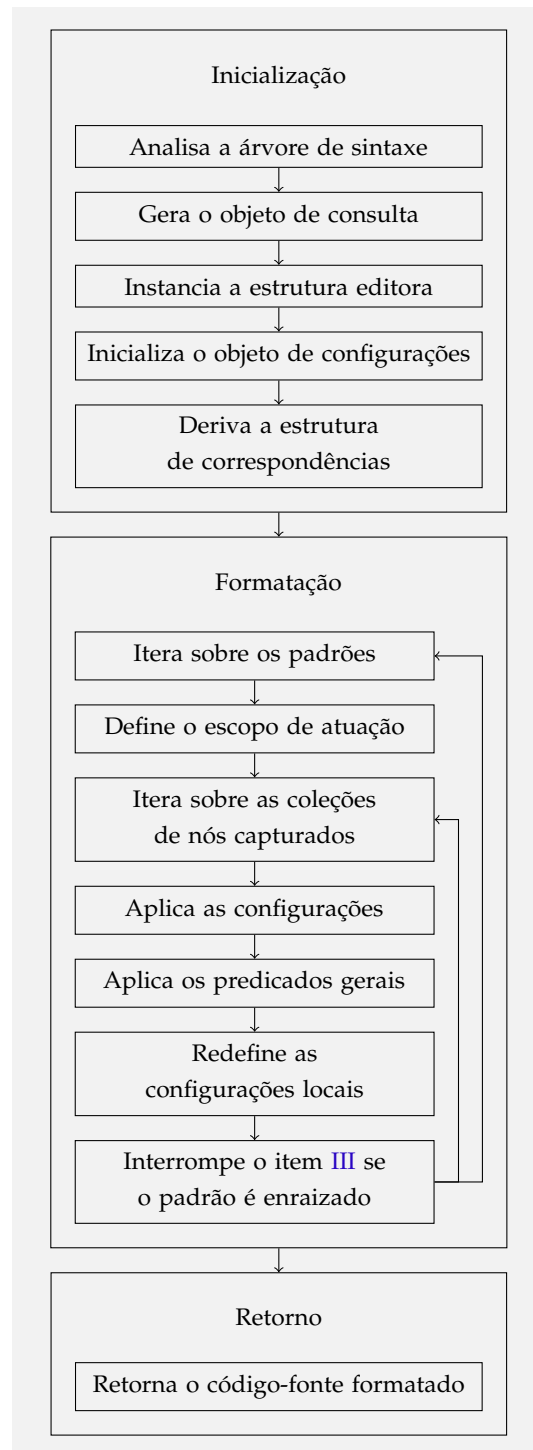 Inicialização
Analisa a árvore de sintaxe
Gera o objeto de consulta
Instancia a estrutura editora
Inicializa o objeto de configurações
Deriva a estrutura
de correspondências
Formatação
Itera sobre os padrões
Define o escopo de atuação
Itera sobre as coleções
de nós capturados
Aplica as configurações
Aplica os predicados gerais
Redefine as
configurações locais
Interrompe o item III se
o padrão é enraizado
Retorno
Retorna o código-fonte formatado